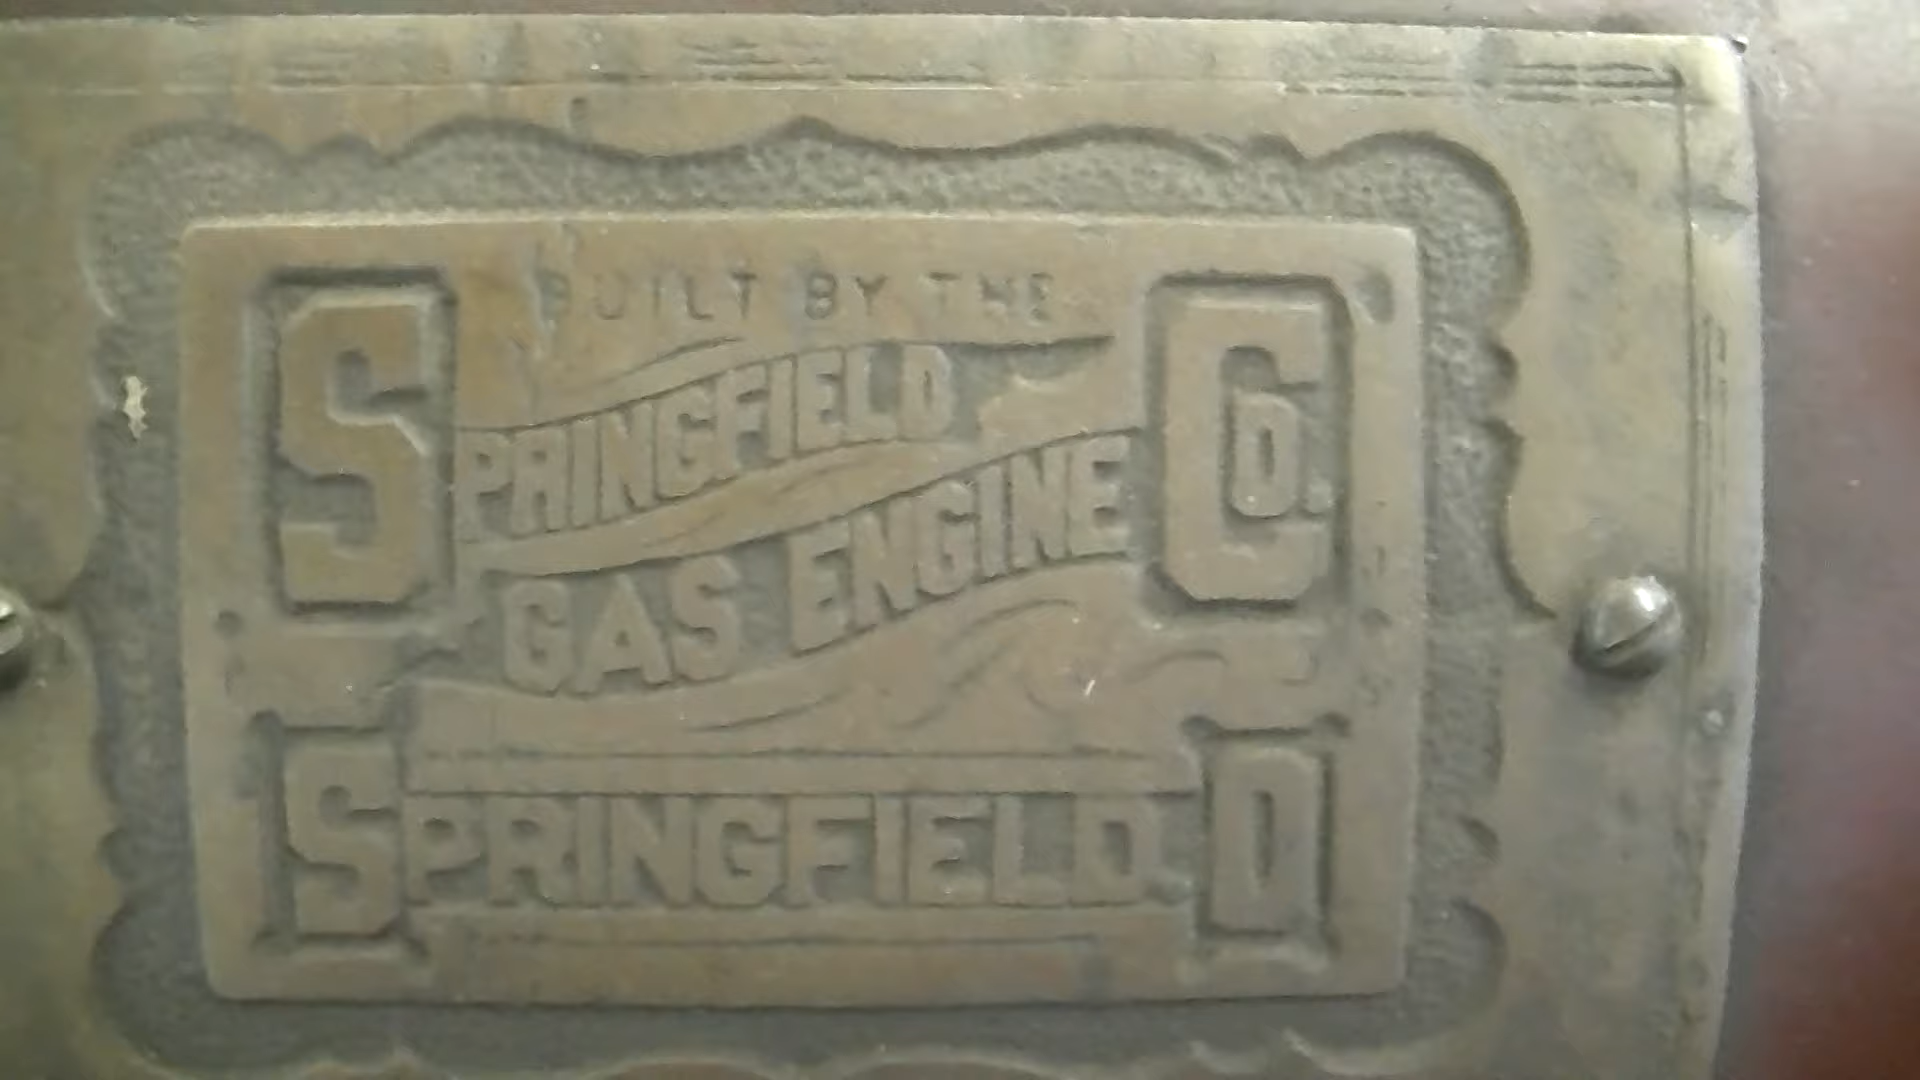 BUILT BY THE
SPRINGFIELD
GAS ENGINE CO.
SPRINGFIELD. O